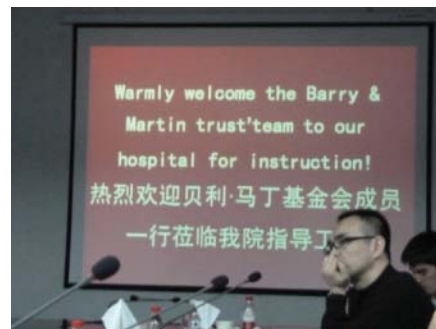 Warmly welcome the Barry &
Martin trust'team to our
hospital for instruction!
热烈欢迎贝利·马丁基金会成员
一行莅临我院指导